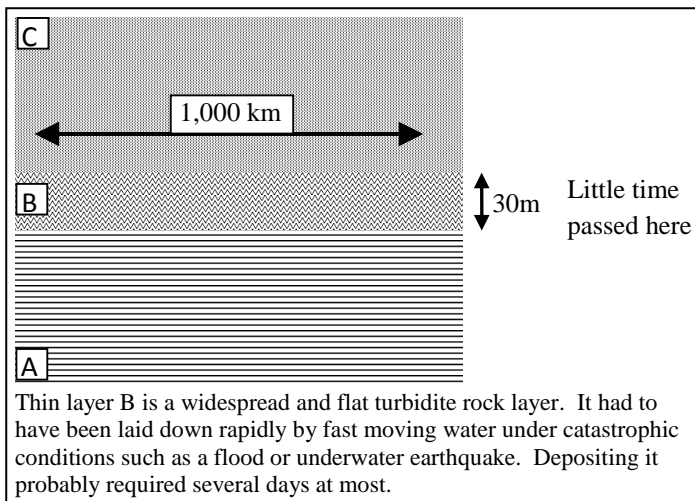 C
1,000 km
B
30m
Little time
passed here
A
Thin layer B is a widespread and flat turbidite rock layer.  It had to
have been laid down rapidly by fast moving water under catastrophic
conditions such as a flood or underwater earthquake.  Depositing it
probably required several days at most.